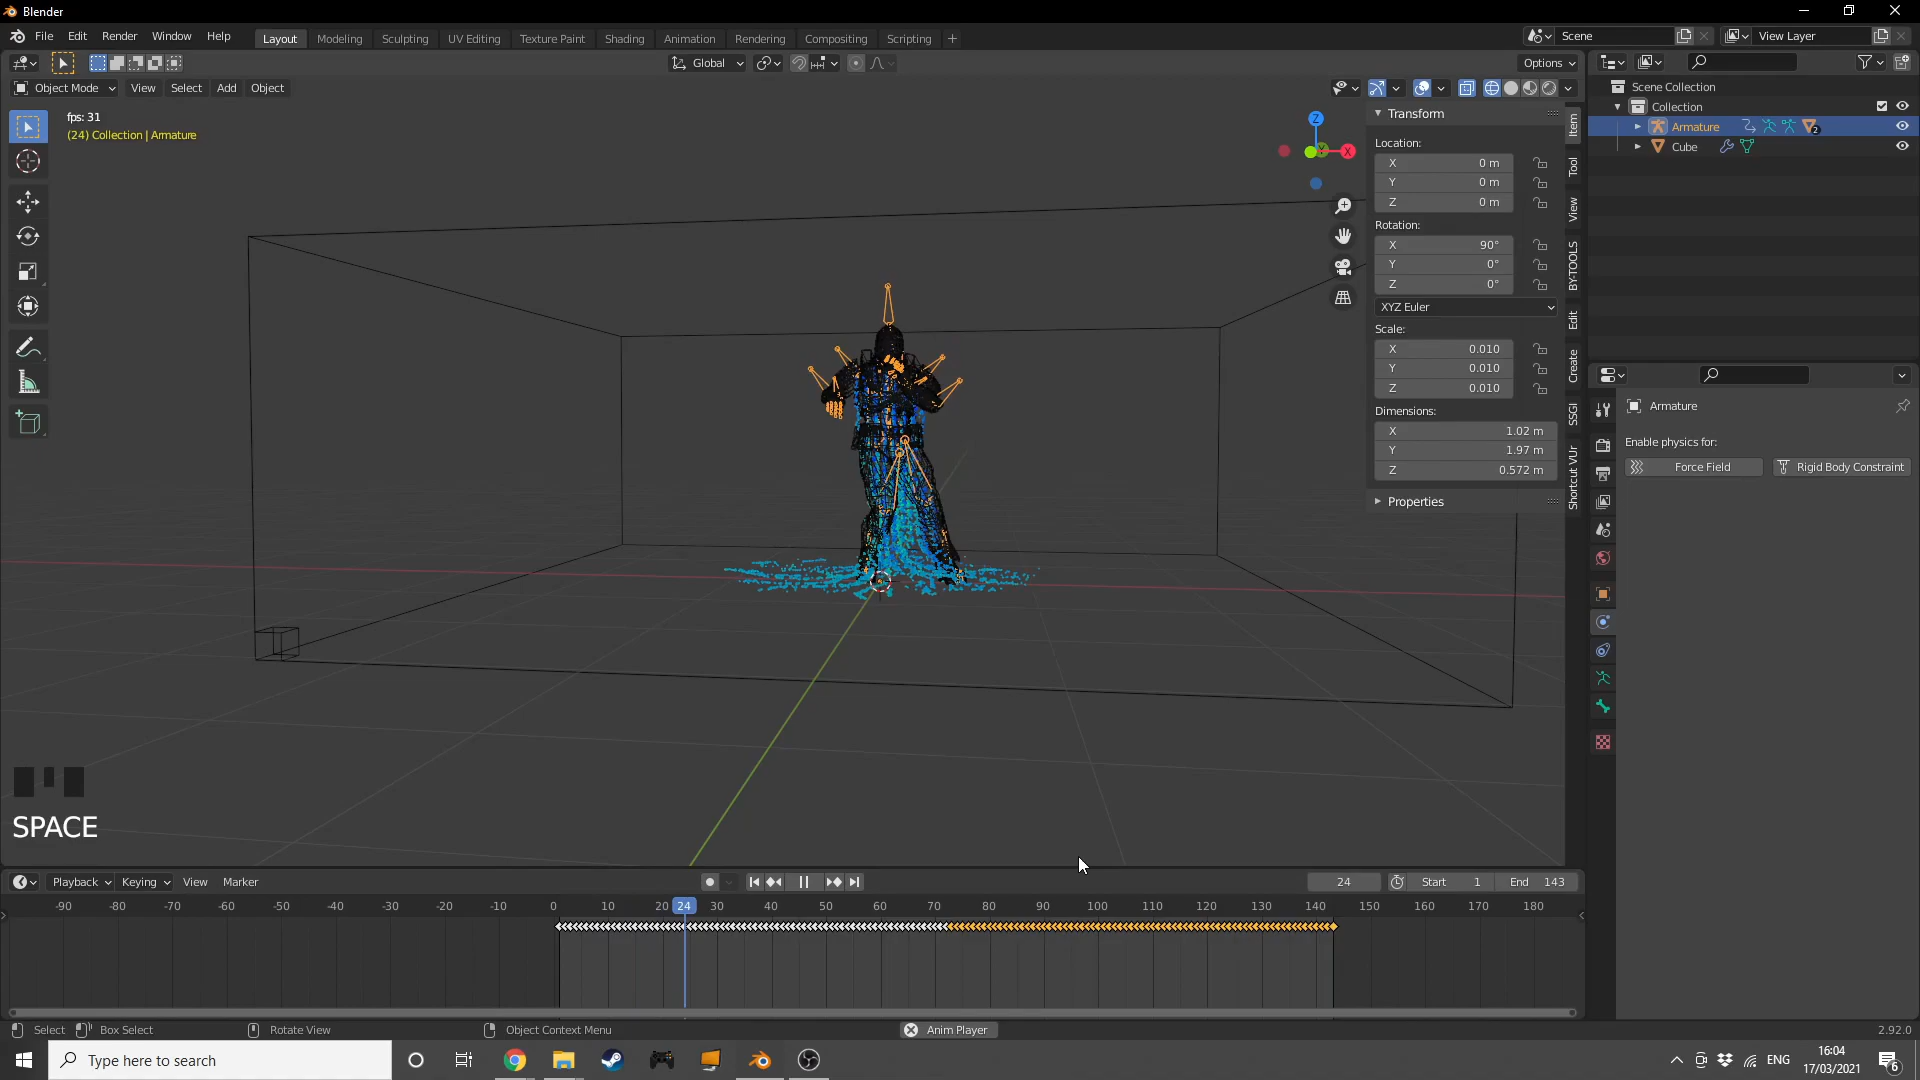 Blender
File Edit Render Window Help
Layout Modeling Sculpting UV Editing Texture Paint Shading Animation Rendering Compositing Scripting +
Scene
View Layer
Global
Options
Object Mode View Select Add Object
fps: 31
(24) Collection | Armature
Z
Y
X
Transform
Location:
X 0 m
Y 0 m
Z 0 m
Rotation:
X 90°
Y 0°
Z 0°
XYZ Euler
Scale:
X 0.010
Y 0.010
Z 0.010
Dimensions:
X 1.02 m
Y 1.97 m
Z 0.572 m
Properties
Item
Tool
View
BY-TOOLS
Edit
Create
SSGI
Shortcut VUr
Scene Collection
Collection
Armature 2
Cube
Armature
Enable physics for:
Force Field Rigid Body Constraint
SPACE
Playback Keying View Marker
24 Start 1 End 143
-90 -80 -70 -60 -50 -40 -30 -20 -10 0 10 20 24 30 40 50 60 70 80 90 100 110 120 130 140 150 160 170 180
Select Box Select Rotate View Object Context Menu Anim Player 2.92.0
Type here to search
ENG
16:04
17/03/2021
6